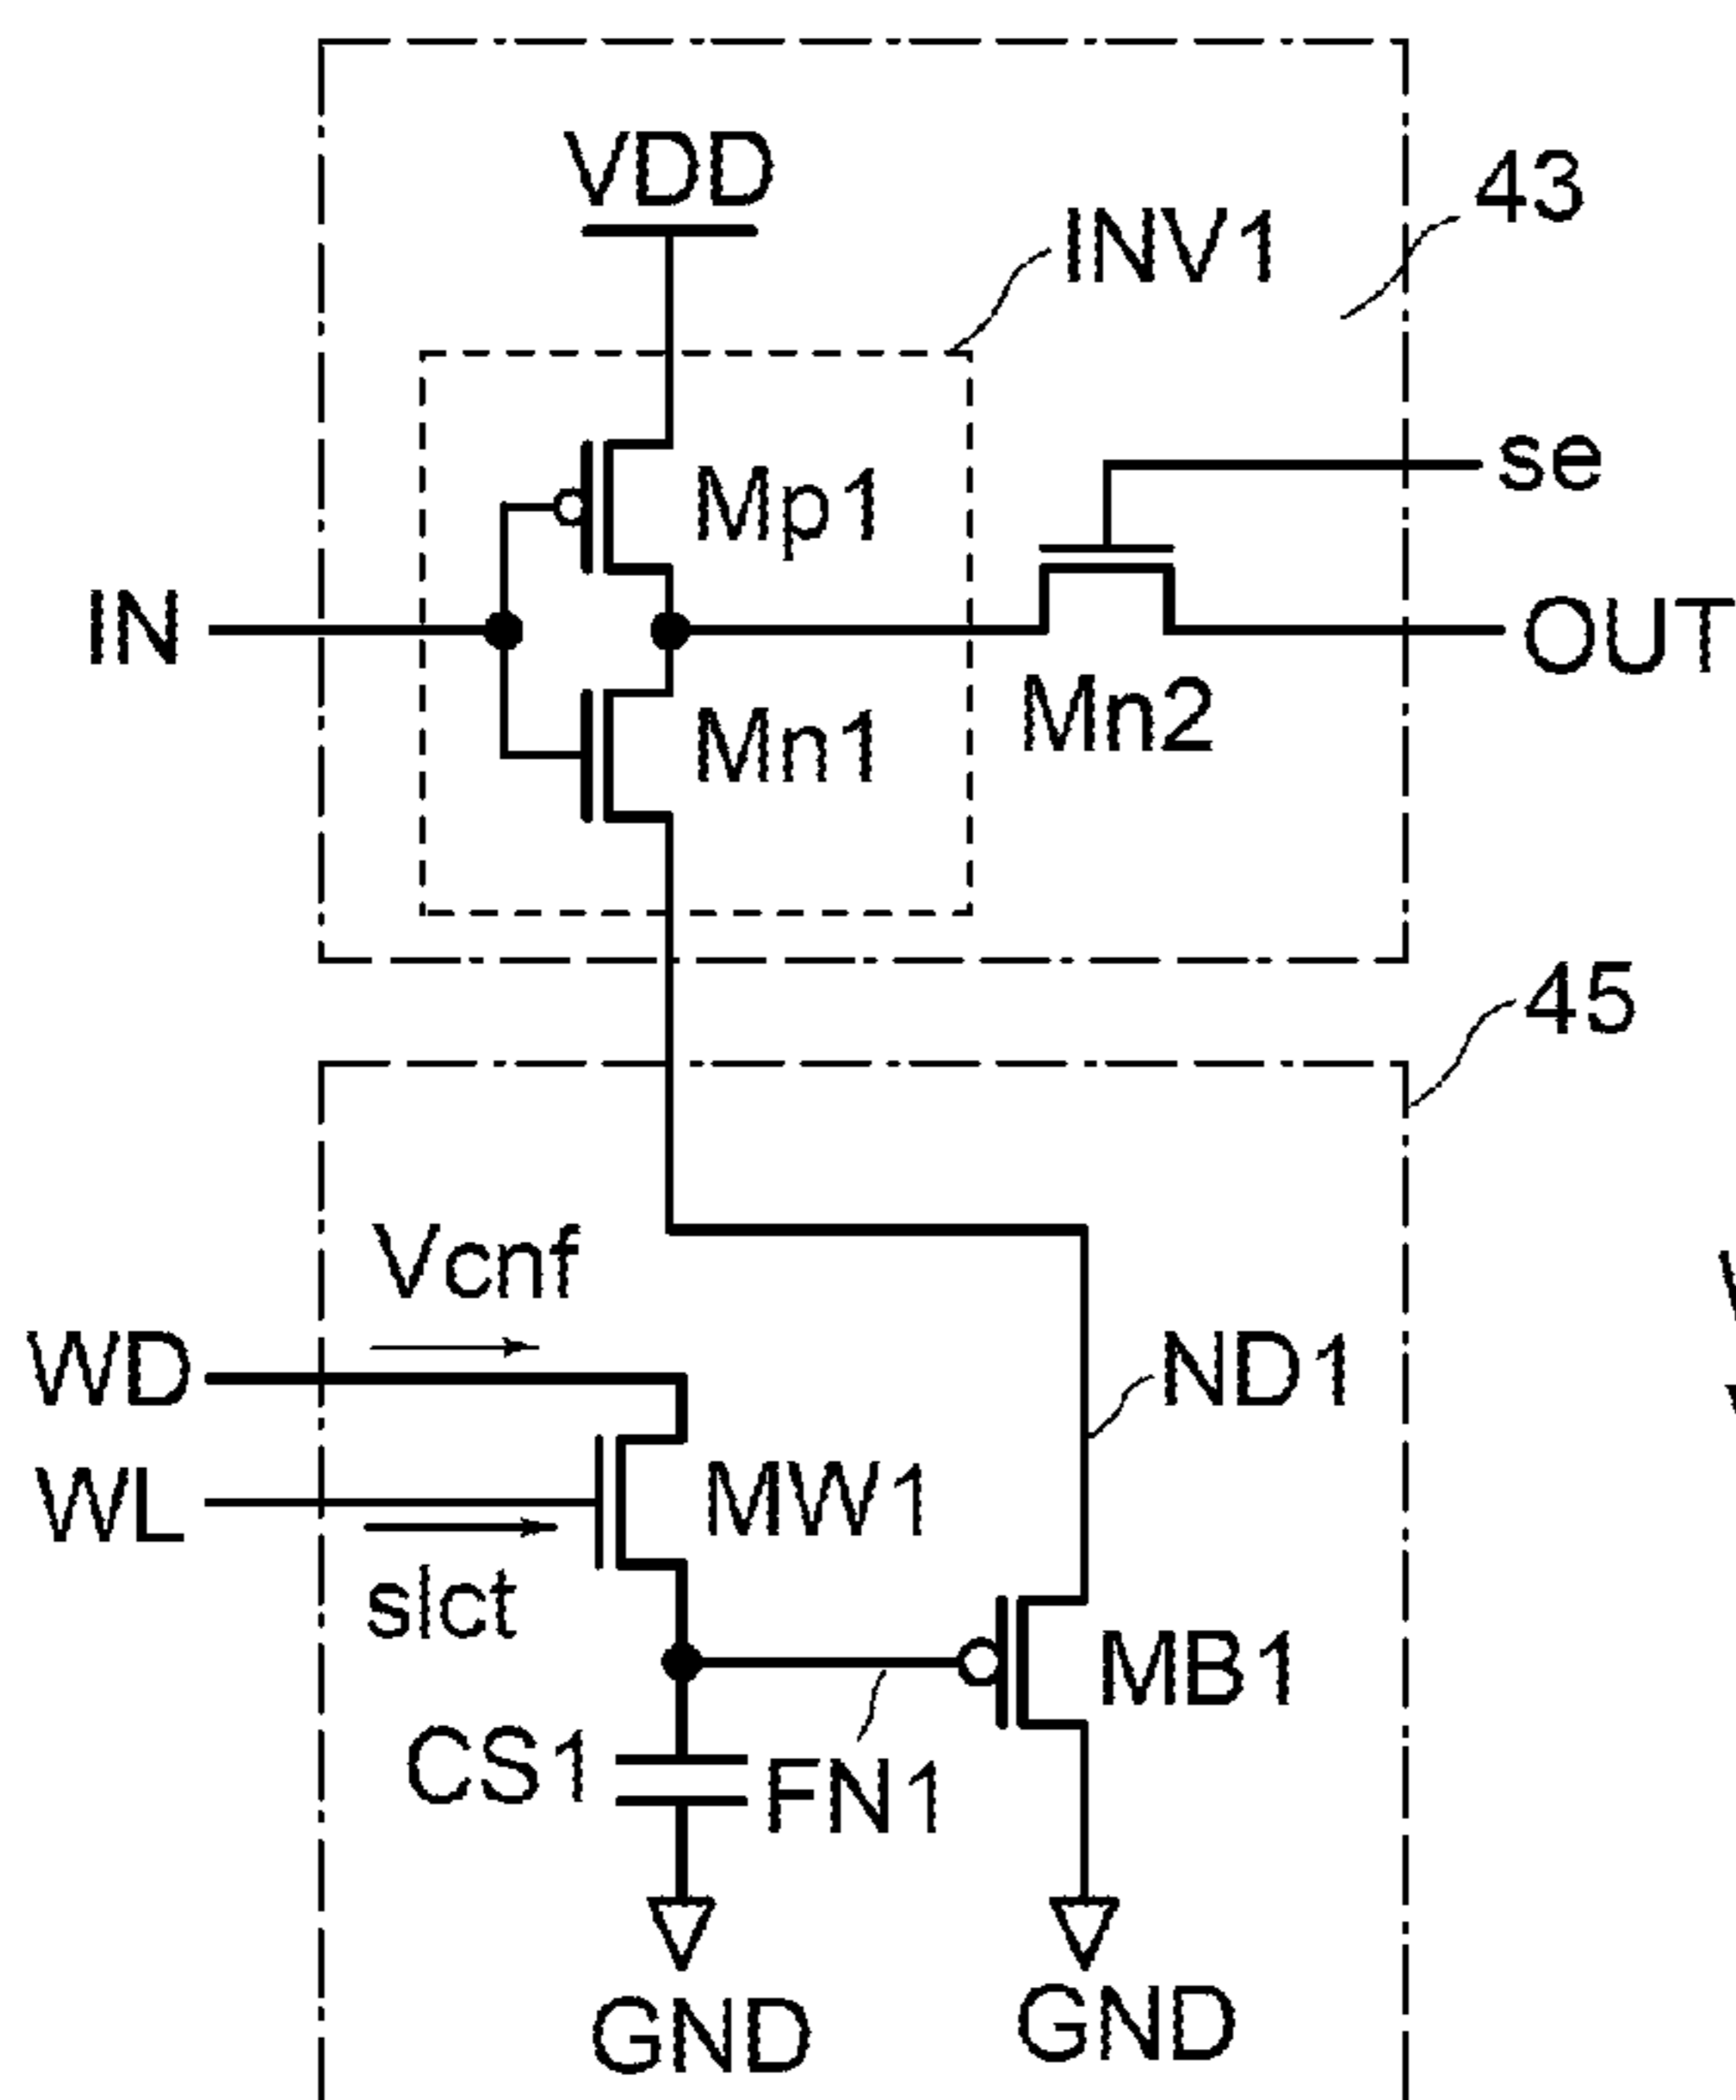 VDD
43
INV1
Mp1
se
IN
OUT
Mn1
Mn2
45
Vcnf
WD
ND1
WL
MW1
slct
MB1
CS1
FN1
GND
GND